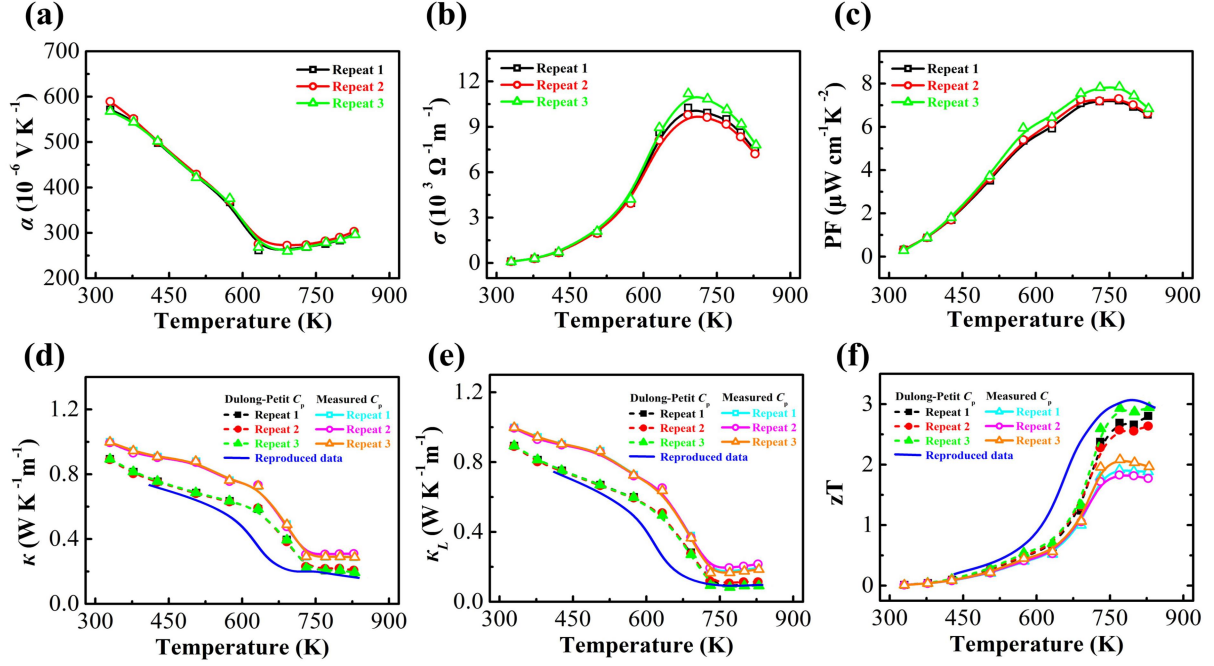 (a)
700
600
500
400
300
200
α (10⁻⁶ V K⁻¹)
Repeat 1
Repeat 2
Repeat 3
300 450 600 750 900
Temperature (K)
(b)
12
9
6
3
0
σ (10³ Ω⁻¹m⁻¹)
Repeat 1
Repeat 2
Repeat 3
300 450 600 750 900
Temperature (K)
(c)
8
6
4
2
0
PF (μW cm⁻¹K⁻²)
Repeat 1
Repeat 2
Repeat 3
300 450 600 750 900
Temperature (K)
(d)
1.2
0.8
0.4
0.0
κ (W K⁻¹m⁻¹)
Dulong-Petit Cₚ Measured Cₚ
Repeat 1 Repeat 1
Repeat 2 Repeat 2
Repeat 3 Repeat 3
Reproduced data
300 450 600 750 900
Temperature (K)
(e)
1.2
0.8
0.4
0.0
κL (W K⁻¹m⁻¹)
Dulong-Petit Cₚ Measured Cₚ
Repeat 1 Repeat 1
Repeat 2 Repeat 2
Repeat 3 Repeat 3
Reproduced data
300 450 600 750 900
Temperature (K)
(f)
3
2
1
0
zT
Dulong-Petit Cₚ Measured Cₚ
Repeat 1 Repeat 1
Repeat 2 Repeat 2
Repeat 3 Repeat 3
Reproduced data
300 450 600 750 900
Temperature (K)